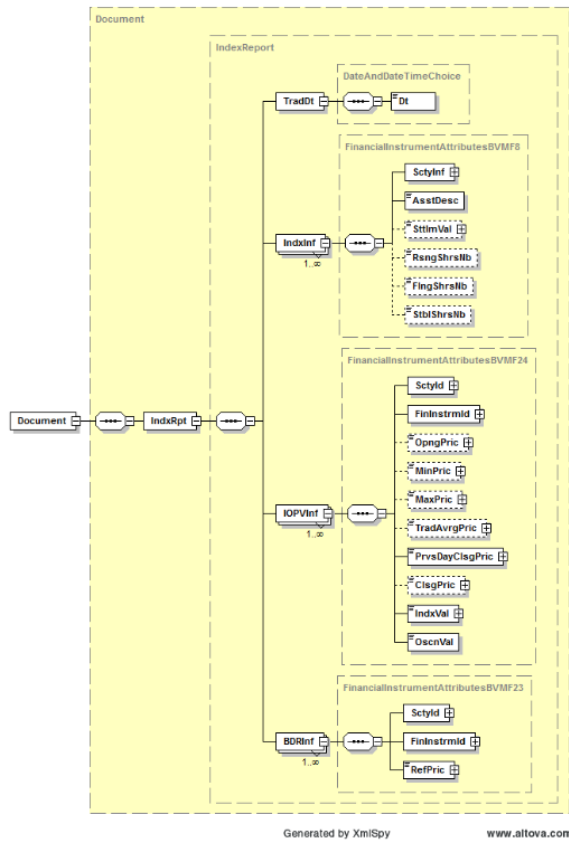 Document
IndexReport
DateAndDateTimeChoice
TradDt
Dt
FinancialInstrumentAttributesBVMF8
SctyInf
AsstDesc
SttlmVal
IndxInf
1..∞
RsngShrsNb
FlngShrsNb
StblShrsNb
FinancialInstrumentAttributesBVMF24
SctyId
FinInstrmId
Document
IndxRpt
OpngPric
MinPric
MaxPric
IOPVInf
1..∞
TradAvrgPric
PrvsDayClsgPric
ClsgPric
IndxVal
OscnVal
FinancialInstrumentAttributesBVMF23
SctyId
BDRInf
1..∞
FinInstrmId
RefPric
Generated by XmlSpy www.altova.com